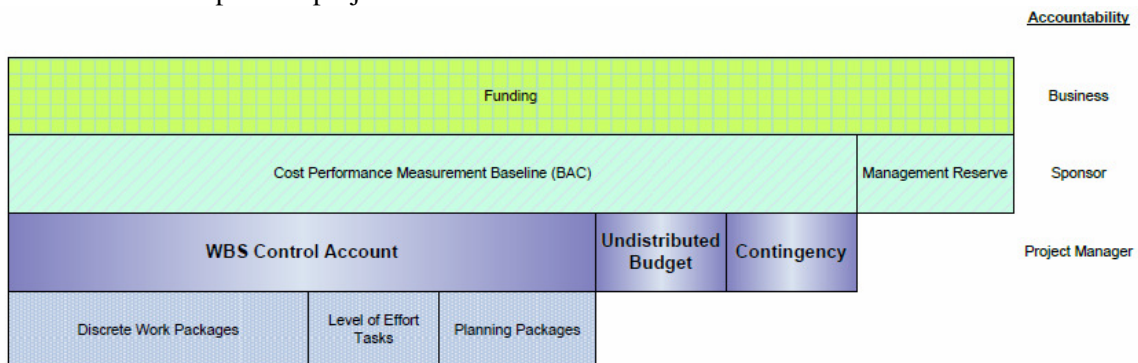 Accountability
Funding
Business
Cost Performance Measurement Baseline (BAC)
Management Reserve
Sponsor
WBS Control Account
Undistributed
Budget
Contingency
Project Manager
Discrete Work Packages
Level of Effort
Tasks
Planning Packages